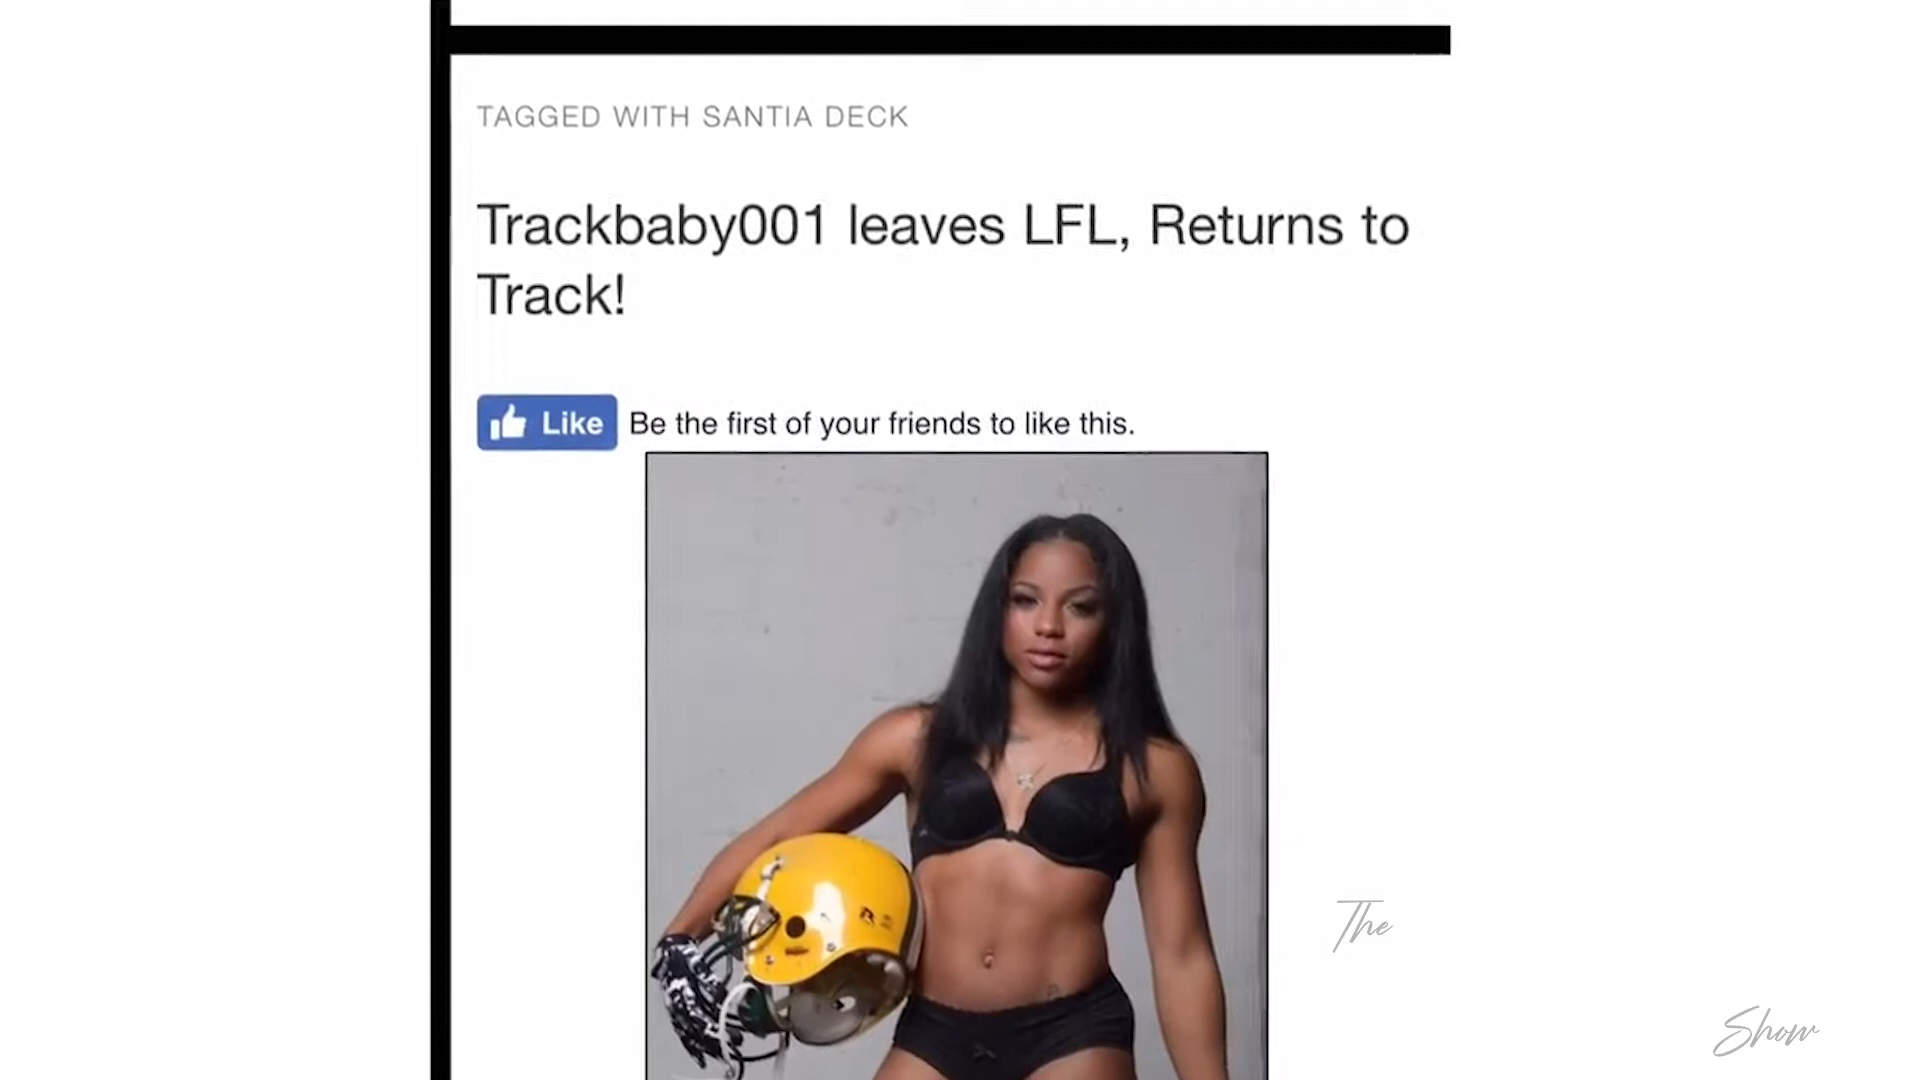 TAGGED WITH SANTIA DECK
Trackbaby001 leaves LFL, Returns to
Track!
Like
Be the first of your friends to like this.
The
Show